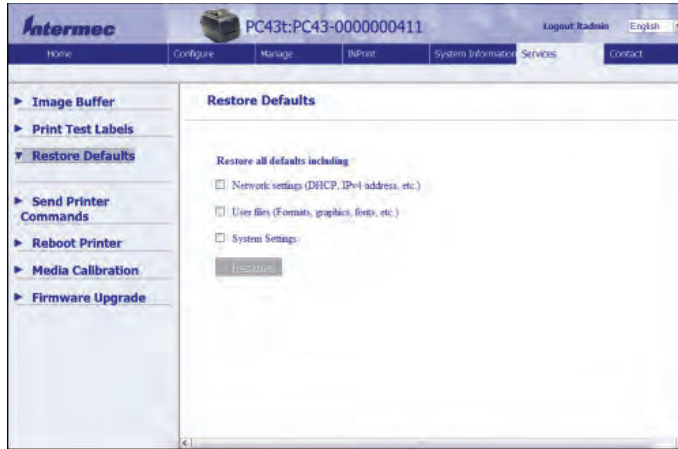 Intermec
PC43t:PC43-0000000411
Logout itadmin
English
Home
Configure
Manage
INPrint
System Information
Services
Contact
Image Buffer
Print Test Labels
Restore Defaults
Send Printer
Commands
Reboot Printer
Media Calibration
Firmware Upgrade
Restore Defaults
Restore all defaults including
Network settings (DHCP, IPv4 address, etc.)
User files (Formats, graphics, fonts, etc.)
System Settings
Restore